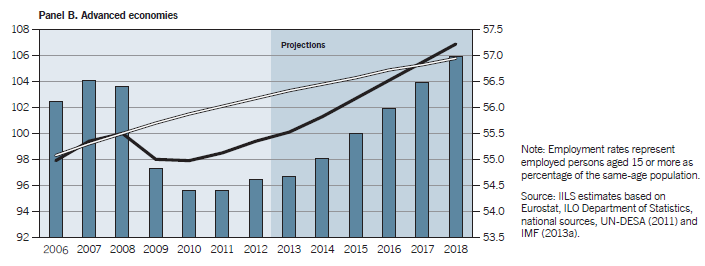 Panel B. Advanced economies
108
106
104
102
100
98
96
94
92
57.5
57.0
56.5
56.0
55.5
55.0
54.5
54.0
53.5
Projections
2006 2007 2008 2009 2010 2011 2012 2013 2014 2015 2016 2017 2018
Note: Employment rates represent
employed persons aged 15 or more as
percentage of the same-age population.
Source: IILS estimates based on
Eurostat, ILO Department of Statistics,
national sources, UN-DESA (2011) and
IMF (2013a).